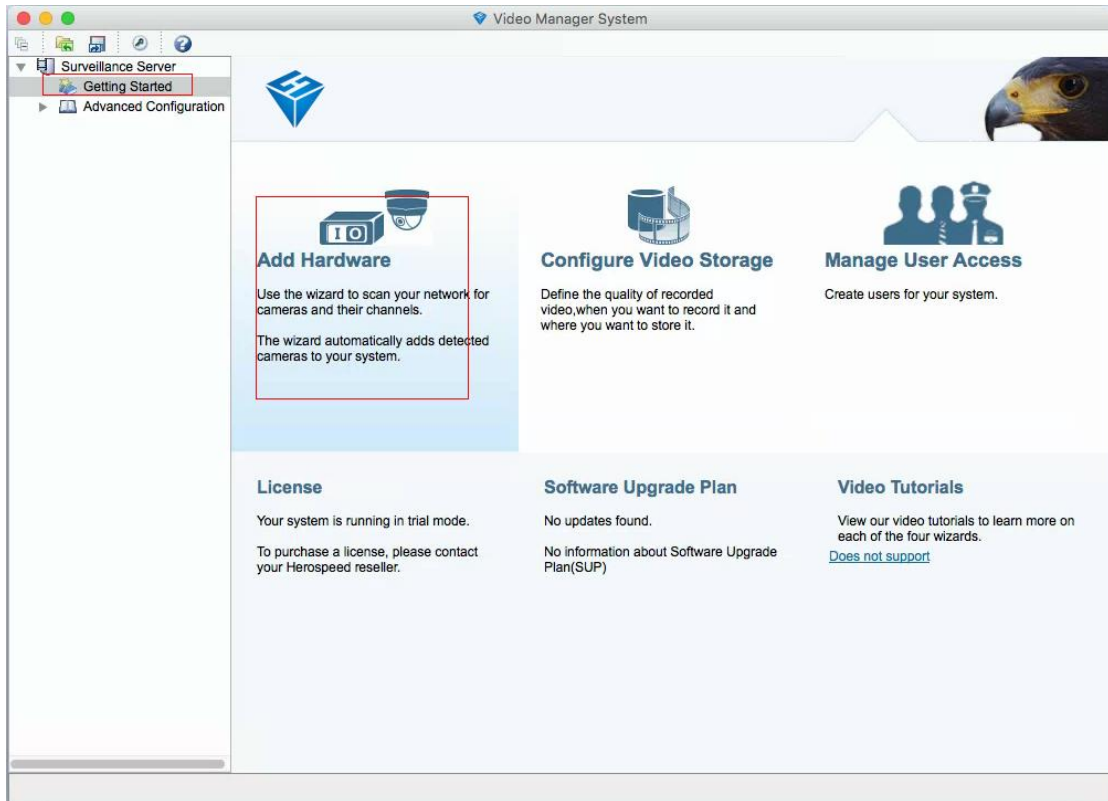 Video Manager System
Surveillance Server
Getting Started
Advanced Configuration
I O
Add Hardware
Use the wizard to scan your network for
cameras and their channels.
The wizard automatically adds detected
cameras to your system.
Configure Video Storage
Define the quality of recorded
video,when you want to record it and
where you want to store it.
Manage User Access
Create users for your system.
License
Your system is running in trial mode.
To purchase a license, please contact
your Herospeed reseller.
Software Upgrade Plan
No updates found.
No information about Software Upgrade
Plan(SUP)
Video Tutorials
View our video tutorials to learn more on
each of the four wizards.
Does not support